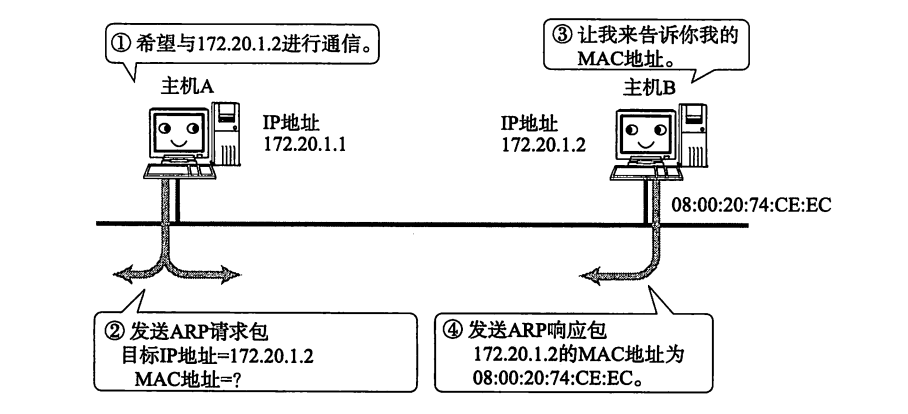 ① 希望与172.20.1.2进行通信。
③ 让我来告诉你我的
MAC地址。
主机A
主机B
IP地址
172.20.1.1
IP地址
172.20.1.2
08:00:20:74:CE:EC
② 发送ARP请求包
目标IP地址=172.20.1.2
MAC地址=?
④ 发送ARP响应包
172.20.1.2的MAC地址为
08:00:20:74:CE:EC。